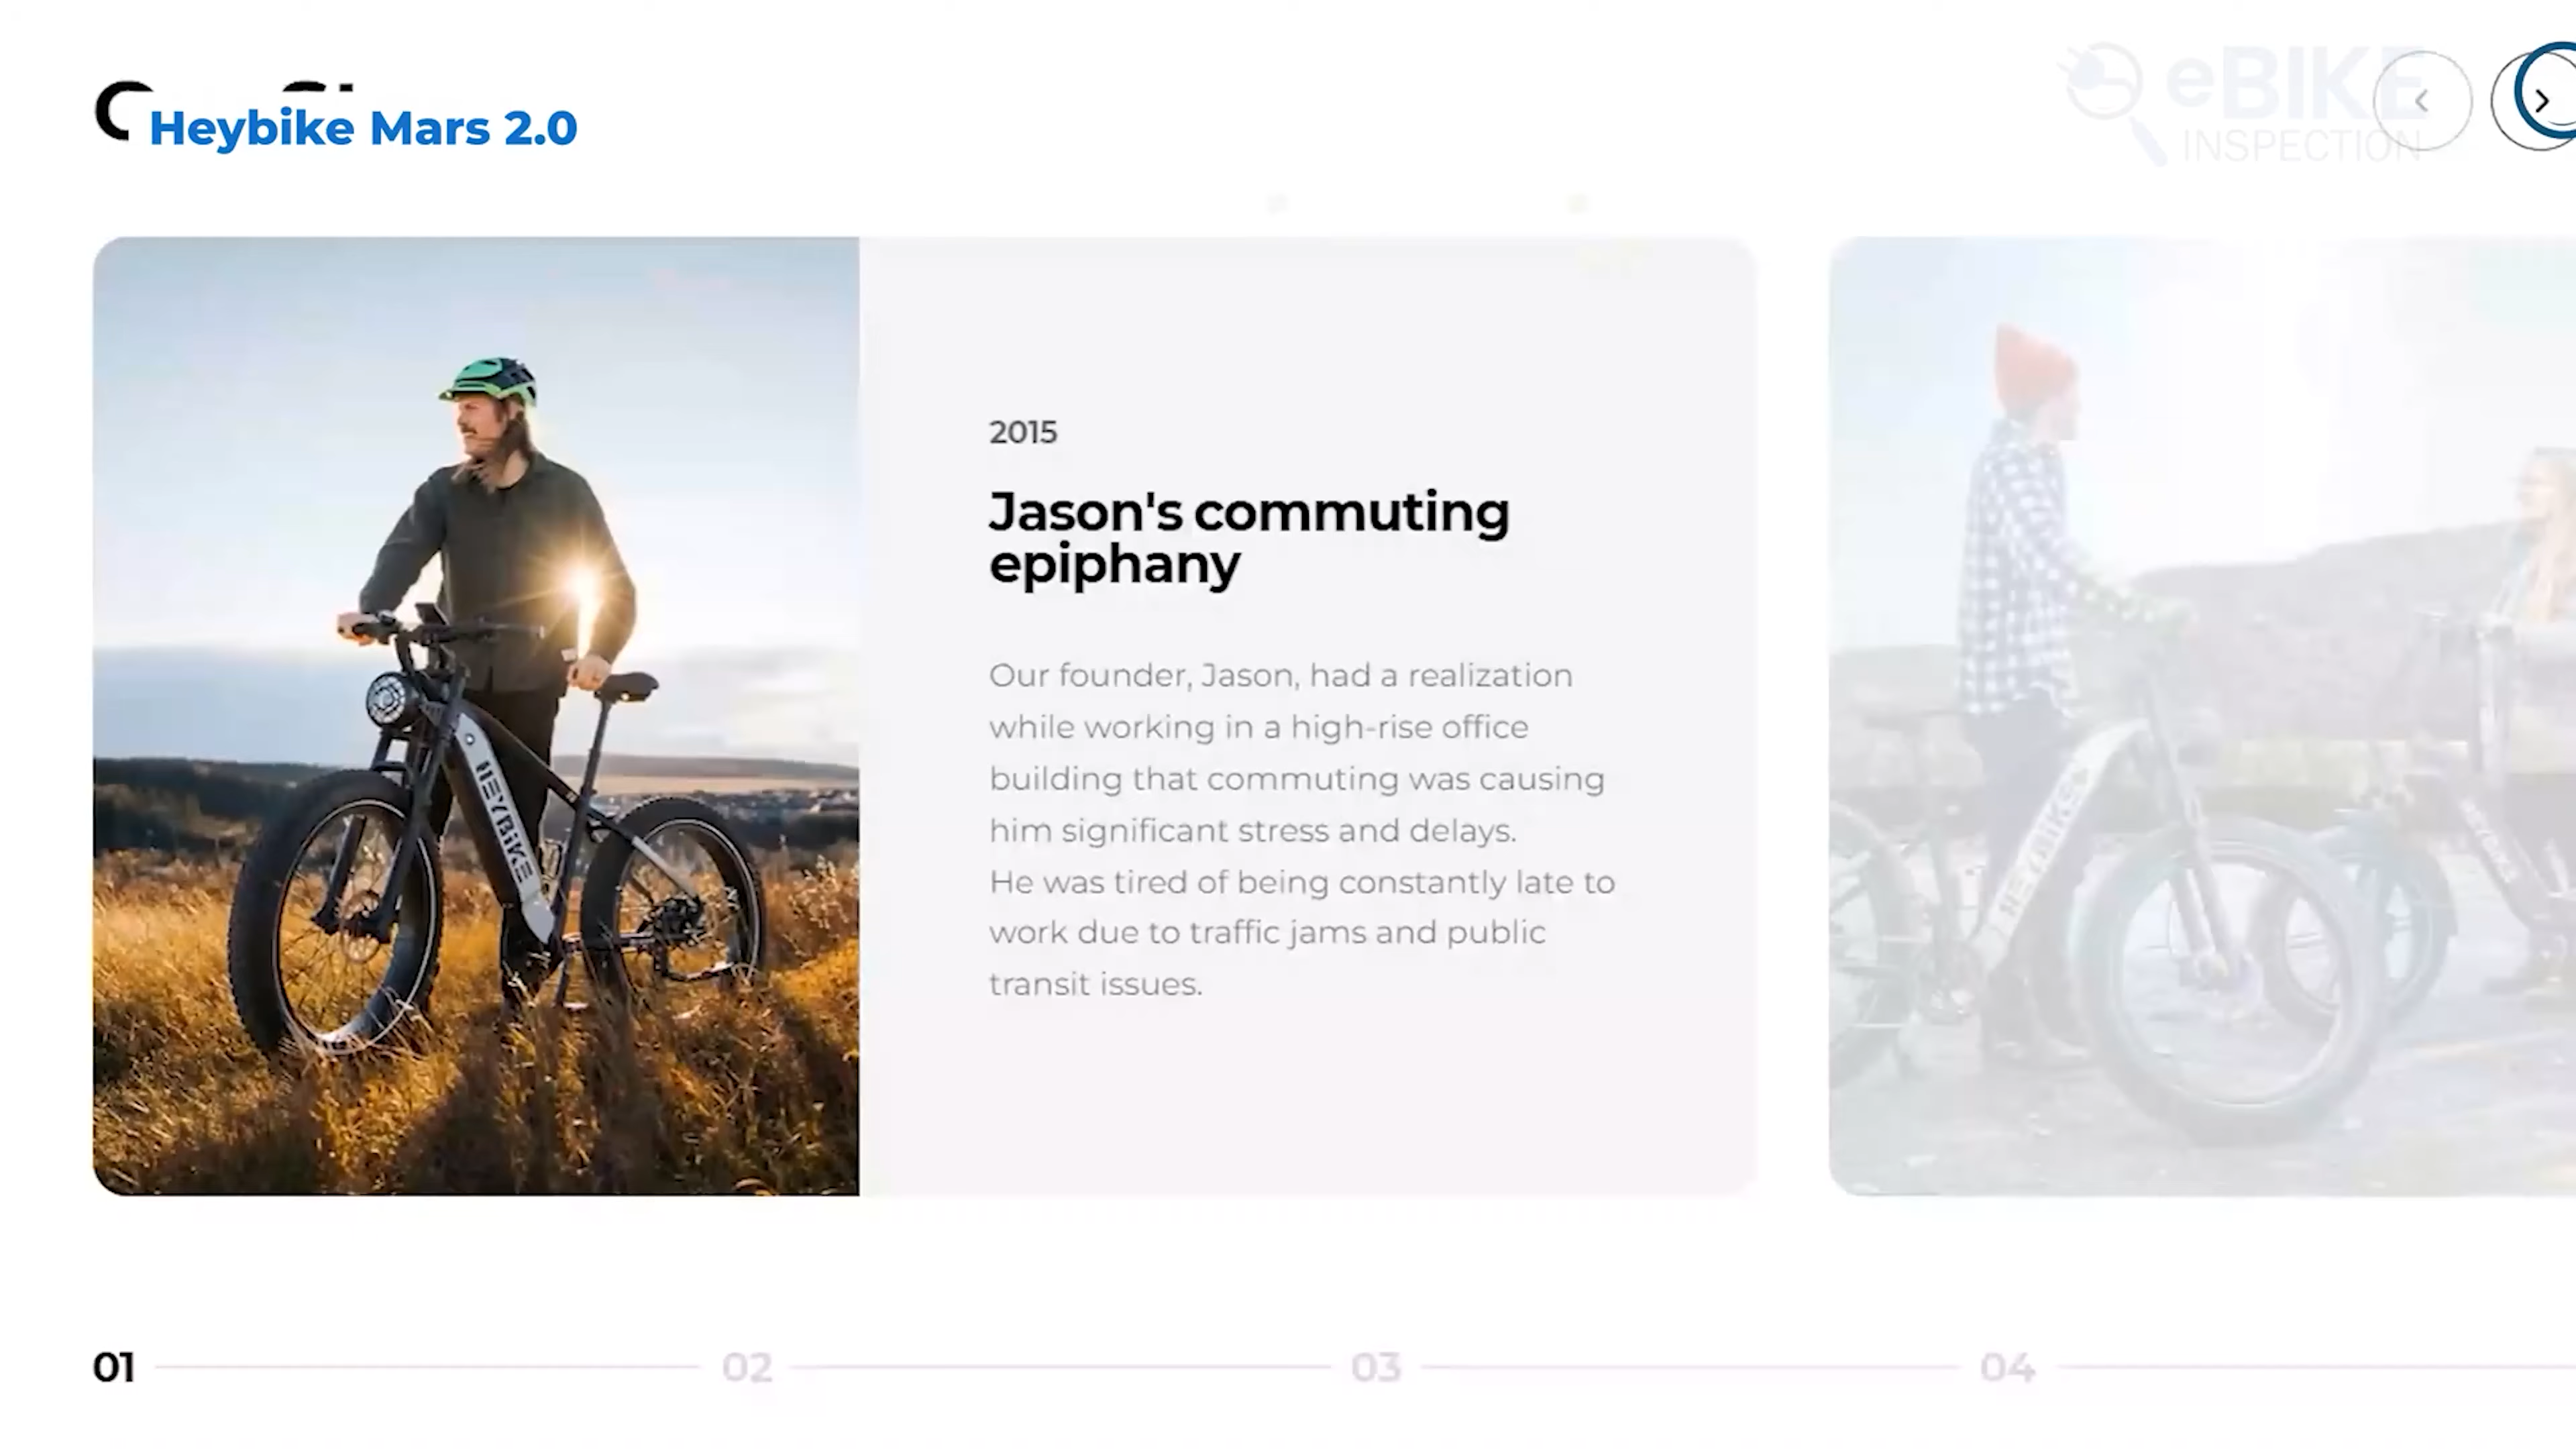 Heybike Mars 2.0
eBIKE
INSPECTION
HEYBIKE
2015
Jason's commuting
epiphany
Our founder, Jason, had a realization
while working in a high-rise office
building that commuting was causing
him significant stress and delays.
He was tired of being constantly late to
work due to traffic jams and public
transit issues.
HEYBIKE
01
02
03
04